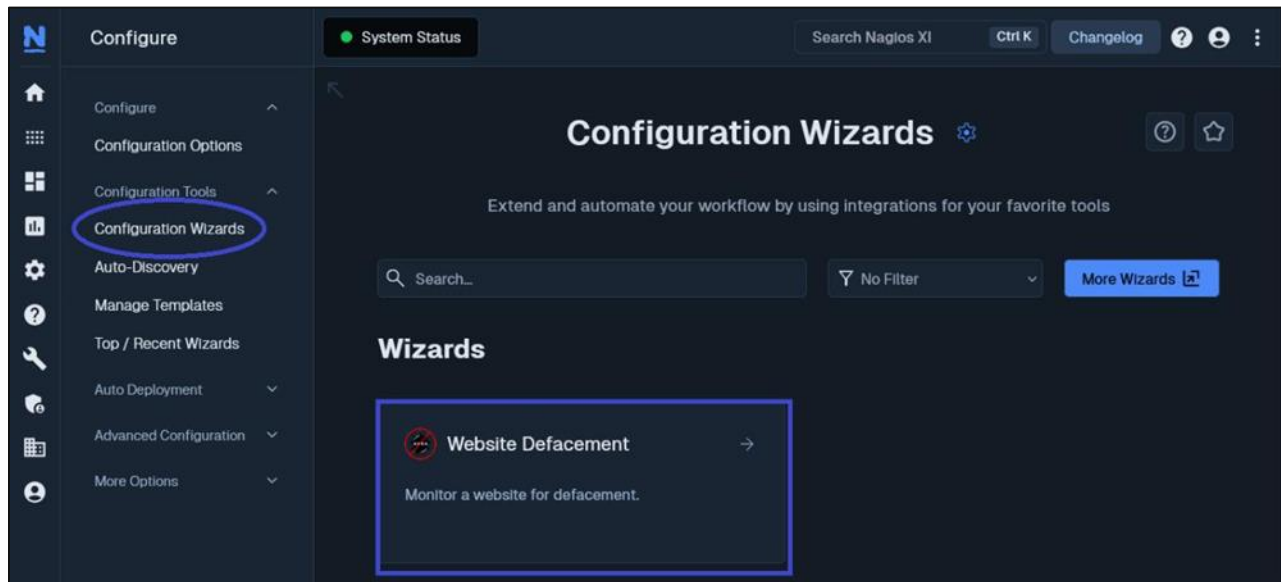 N
Configure
System Status
Search Nagios XI
Ctrl K
Changelog
Configure
Configuration Options
Configuration Tools
Configuration Wizards
Auto-Discovery
Manage Templates
Top / Recent Wizards
Auto Deployment
Advanced Configuration
More Options
Configuration Wizards
Extend and automate your workflow by using integrations for your favorite tools
Search...
No Filter
More Wizards
Wizards
Website Defacement
Monitor a website for defacement.